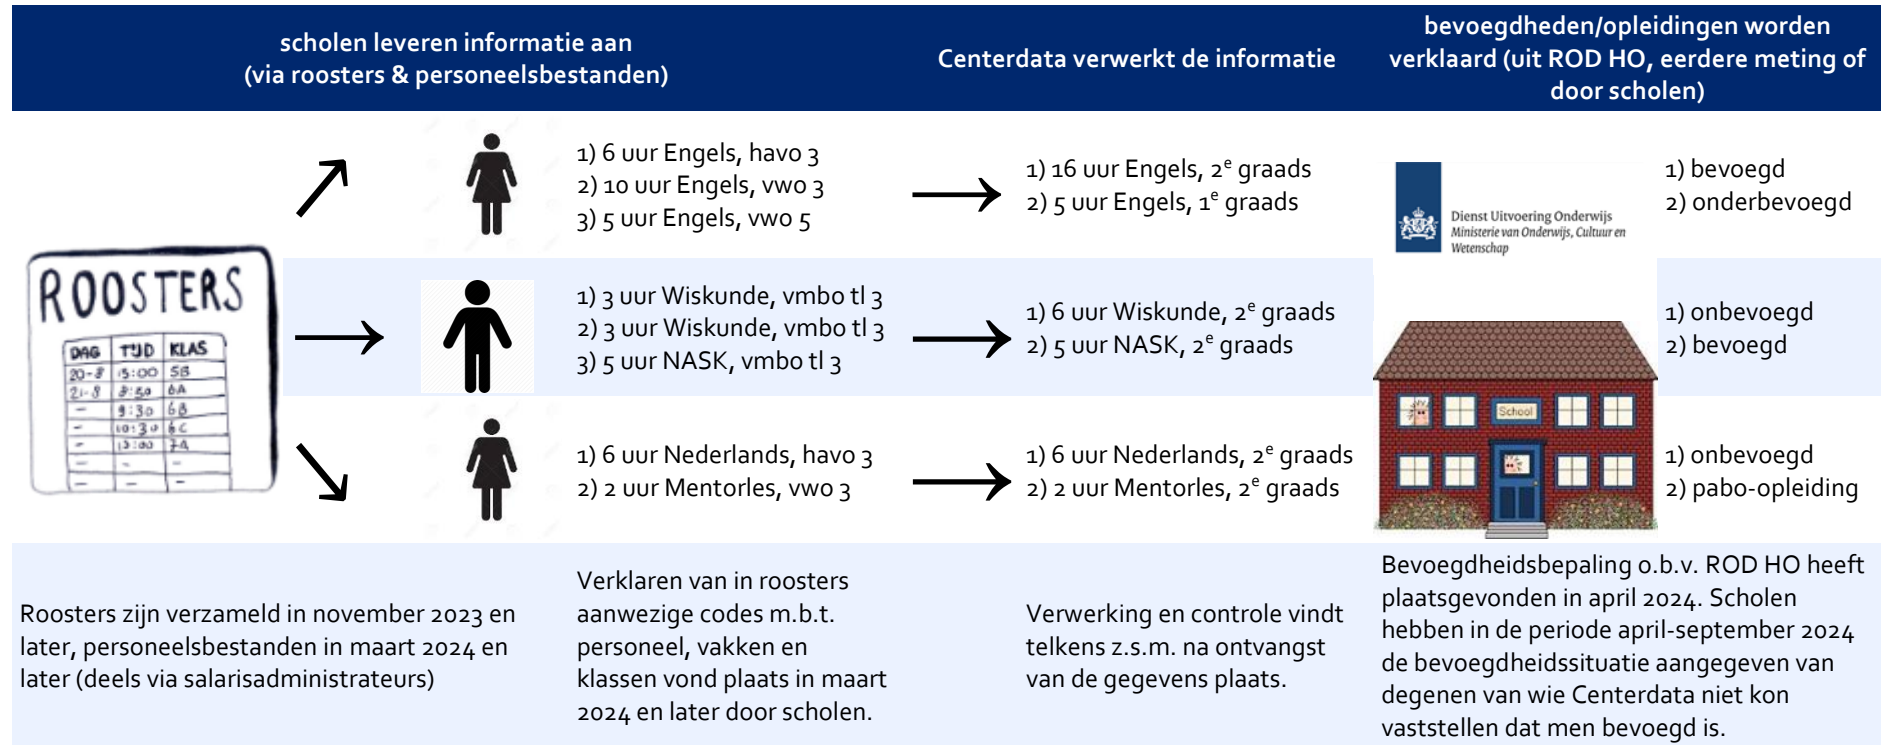 scholen leveren informatie aan
(via roosters & personeelsbestanden)
Centerdata verwerkt de informatie
bevoegdheden/opleidingen worden
verklaard (uit ROD HO, eerdere meting of
door scholen)
ROOSTERS
DAG TIJD KLAS
20-8 15:00 5B
21-8 8:30 6A
- 9:30 6B
- 10:30 6C
- 13:00 7A
- - -
- - -
1) 6 uur Engels, havo 3
2) 10 uur Engels, vwo 3
3) 5 uur Engels, vwo 5
1) 16 uur Engels, 2e graads
2) 5 uur Engels, 1e graads
Dienst Uitvoering Onderwijs
Ministerie van Onderwijs, Cultuur en
Wetenschap
1) bevoegd
2) onderbevoegd
1) 3 uur Wiskunde, vmbo tl 3
2) 3 uur Wiskunde, vmbo tl 3
3) 5 uur NASK, vmbo tl 3
1) 6 uur Wiskunde, 2e graads
2) 5 uur NASK, 2e graads
1) onbevoegd
2) bevoegd
School
1) 6 uur Nederlands, havo 3
2) 2 uur Mentorles, vwo 3
1) 6 uur Nederlands, 2e graads
2) 2 uur Mentorles, 2e graads
1) onbevoegd
2) pabo-opleiding
Roosters zijn verzameld in november 2023 en
later, personeelsbestanden in maart 2024 en
later (deels via salarisadministrateurs)
Verklaren van in roosters
aanwezige codes m.b.t.
personeel, vakken en
klassen vond plaats in maart
2024 en later door scholen.
Verwerking en controle vindt
telkens z.s.m. na ontvangst
van de gegevens plaats.
Bevoegdheidsbepaling o.b.v. ROD HO heeft
plaatsgevonden in april 2024. Scholen
hebben in de periode april-september 2024
de bevoegdheidssituatie aangegeven van
degenen van wie Centerdata niet kon
vaststellen dat men bevoegd is.